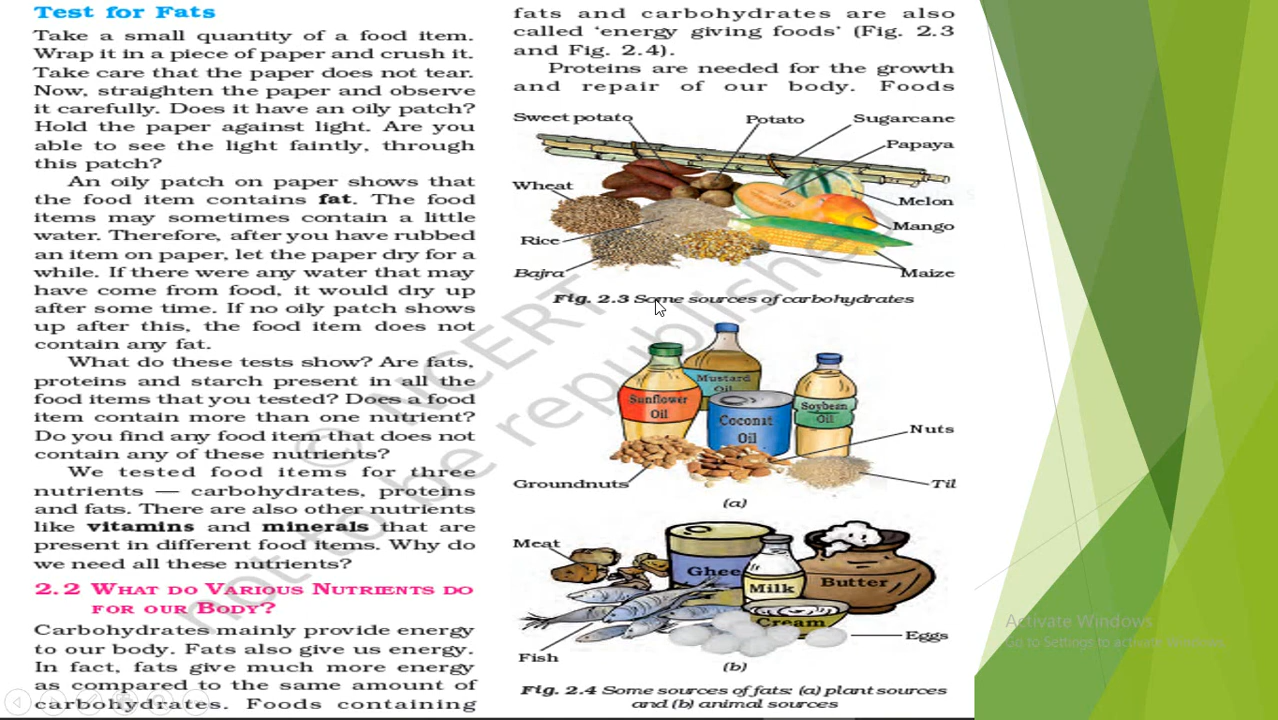 Test for Fats
Take a small quantity of a food item.
Wrap it in a piece of paper and crush it.
Take care that the paper does not tear.
Now, straighten the paper and observe
it carefully. Does it have an oily patch?
Hold the paper against light. Are you
able to see the light faintly, through
this patch?
An oily patch on paper shows that
the food item contains fat. The food
items may sometimes contain a little
water. Therefore, after you have rubbed
an item on paper, let the paper dry for a
while. If there were any water that may
have come from food, it would dry up
after some time. If no oily patch shows
up after this, the food item does not
contain any fat.
What do these tests show? Are fats,
proteins and starch present in all the
food items that you tested? Does a food
item contain more than one nutrient?
Do you find any food item that does not
contain any of these nutrients?
We tested food items for three
nutrients — carbohydrates, proteins
and fats. There are also other nutrients
like vitamins and minerals that are
present in different food items. Why do
we need all these nutrients?
2.2 WHAT DO VARIOUS NUTRIENTS DO
FOR OUR BODY?
Carbohydrates mainly provide energy
to our body. Fats also give us energy.
In fact, fats give much more energy
as compared to the same amount of
carbohydrates. Foods containing
fats and carbohydrates are also
called ‘energy giving foods’ (Fig. 2.3
and Fig. 2.4).
Proteins are needed for the growth
and repair of our body. Foods
Sweet potato
Potato
Sugarcane
Papaya
Wheat
Melon
Mango
Rice
Bajra
Maize
Fig. 2.3 Some sources of carbohydrates
Mustard
Oil
Sunflower
Oil
Coconut
Oil
Soybean
Oil
Nuts
Groundnuts
Til
(a)
Meat
Ghee
Milk
Butter
Cream
Eggs
Fish
(b)
Fig. 2.4 Some sources of fats: (a) plant sources
and (b) animal sources
© NCERT
not to be republished
Activate Windows
Go to Settings to activate Windows.